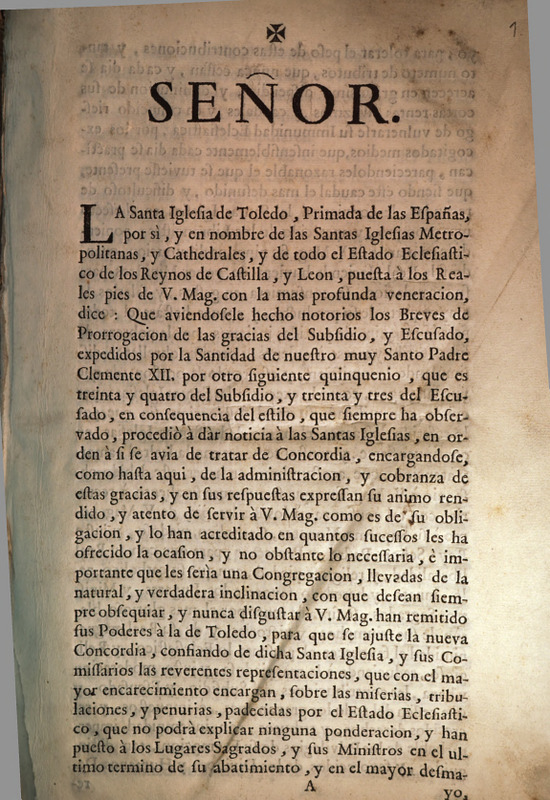 1
✠
SEÑOR.
LA Santa Iglesia de Toledo, Primada de las Españas,
por sì, y en nombre de las Santas Iglesias Metro-
politanas, y Cathedrales, y de todo el Estado Eclesiasti-
co de los Reynos de Castilla, y Leon, puesta à los Rea-
les pies de V. Mag. con la mas profunda veneracion,
dice : Que aviendosele hecho notorios los Breves de
Prorrogacion de las gracias del Subsidio, y Escusado,
expedidos por la Santidad de nuestro muy Santo Padre
Clemente XII. por otro siguiente quinquenio, que es
treinta y quatro del Subsidio, y treinta y tres del Escu-
sado, en consequencia del estilo, que siempre ha obser-
vado, procediò à dàr noticia à las Santas Iglesias, en or-
den à si se avia de tratar de Concordia, encargandose,
como hasta aqui, de la administracion, y cobranza de
estas gracias, y en sus respuestas expressan su animo ren-
dido, y atento de servir à V. Mag. como es de su obli-
gacion, y lo han acreditado en quantos sucessos les ha
ofrecido la ocasion, y no obstante lo necessaria, è im-
portante que les serìa una Congregacion, llevadas de la
natural, y verdadera inclinacion, con que desean siem-
pre obsequiar, y nunca disgustar à V. Mag. han remitido
sus Poderes à la de Toledo, para que se ajuste la nueva
Concordia, confiando de dicha Santa Iglesia, y sus Co-
missarios las reverentes representaciones, que con el ma-
yor encarecimiento encargan, sobre las miserias, tribu-
laciones, y penurias, padecidas por el Estado Eclesiasti-
co, que no podrà explicar ninguna ponderacion, y han
puesto à los Lugares Sagrados, y sus Ministros en el ul-
timo termino de su abatimiento, y en el mayor desma-
A
yo,